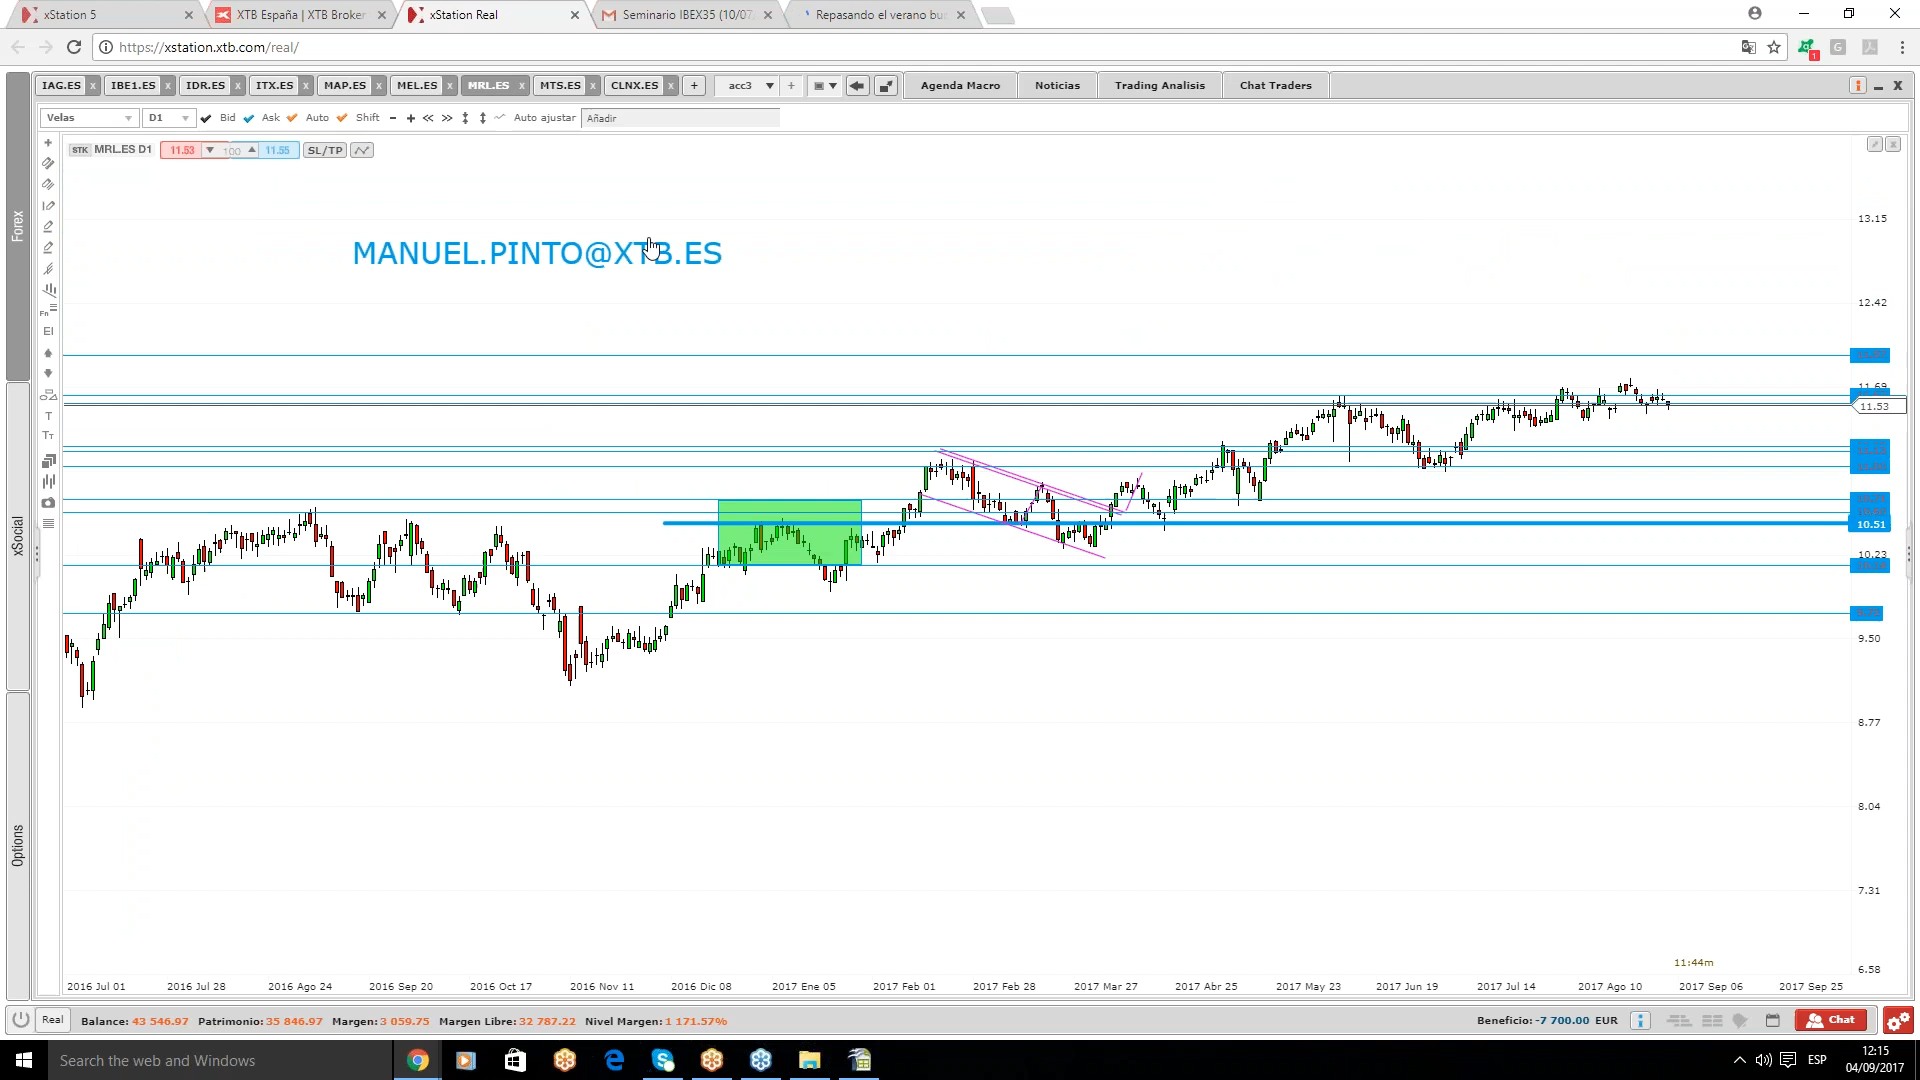 xStation 5
XTB España | XTB Broker
xStation Real
Seminario IBEX35 (10/07
Repasando el verano bu
https://xstation.xtb.com/real/
IAG.ES x IBE1.ES x IDR.ES x ITX.ES x MAP.ES x MEL.ES x MRL.ES x MTS.ES x CLNX.ES x + acc3 +
Agenda Macro Noticias Trading Analisis Chat Traders
Velas D1 Bid Ask Auto Shift Auto ajustar Añadir
STK MRL.ES D1 11.53 100 11.55 SL/TP
Forex
xSocial
Options
Fn
EI
T
TT
MANUEL.PINTO@XTB.ES
13.15
12.42
11.69
11.53
10.51
10.23
9.50
8.77
8.04
7.31
6.58
11:44m
2016 Jul 01 2016 Jul 28 2016 Ago 24 2016 Sep 20 2016 Oct 17 2016 Nov 11 2016 Dic 08 2017 Ene 05 2017 Feb 01 2017 Feb 28 2017 Mar 27 2017 Abr 25 2017 May 23 2017 Jun 19 2017 Jul 14 2017 Ago 10 2017 Sep 06 2017 Sep 25
Real Balance: 43 546.97 Patrimonio: 35 846.97 Margen: 3 059.75 Margen Libre: 32 787.22 Nivel Margen: 1 171.57% Beneficio: -7 700.00 EUR Chat
Search the web and Windows
ESP
12:15
04/09/2017